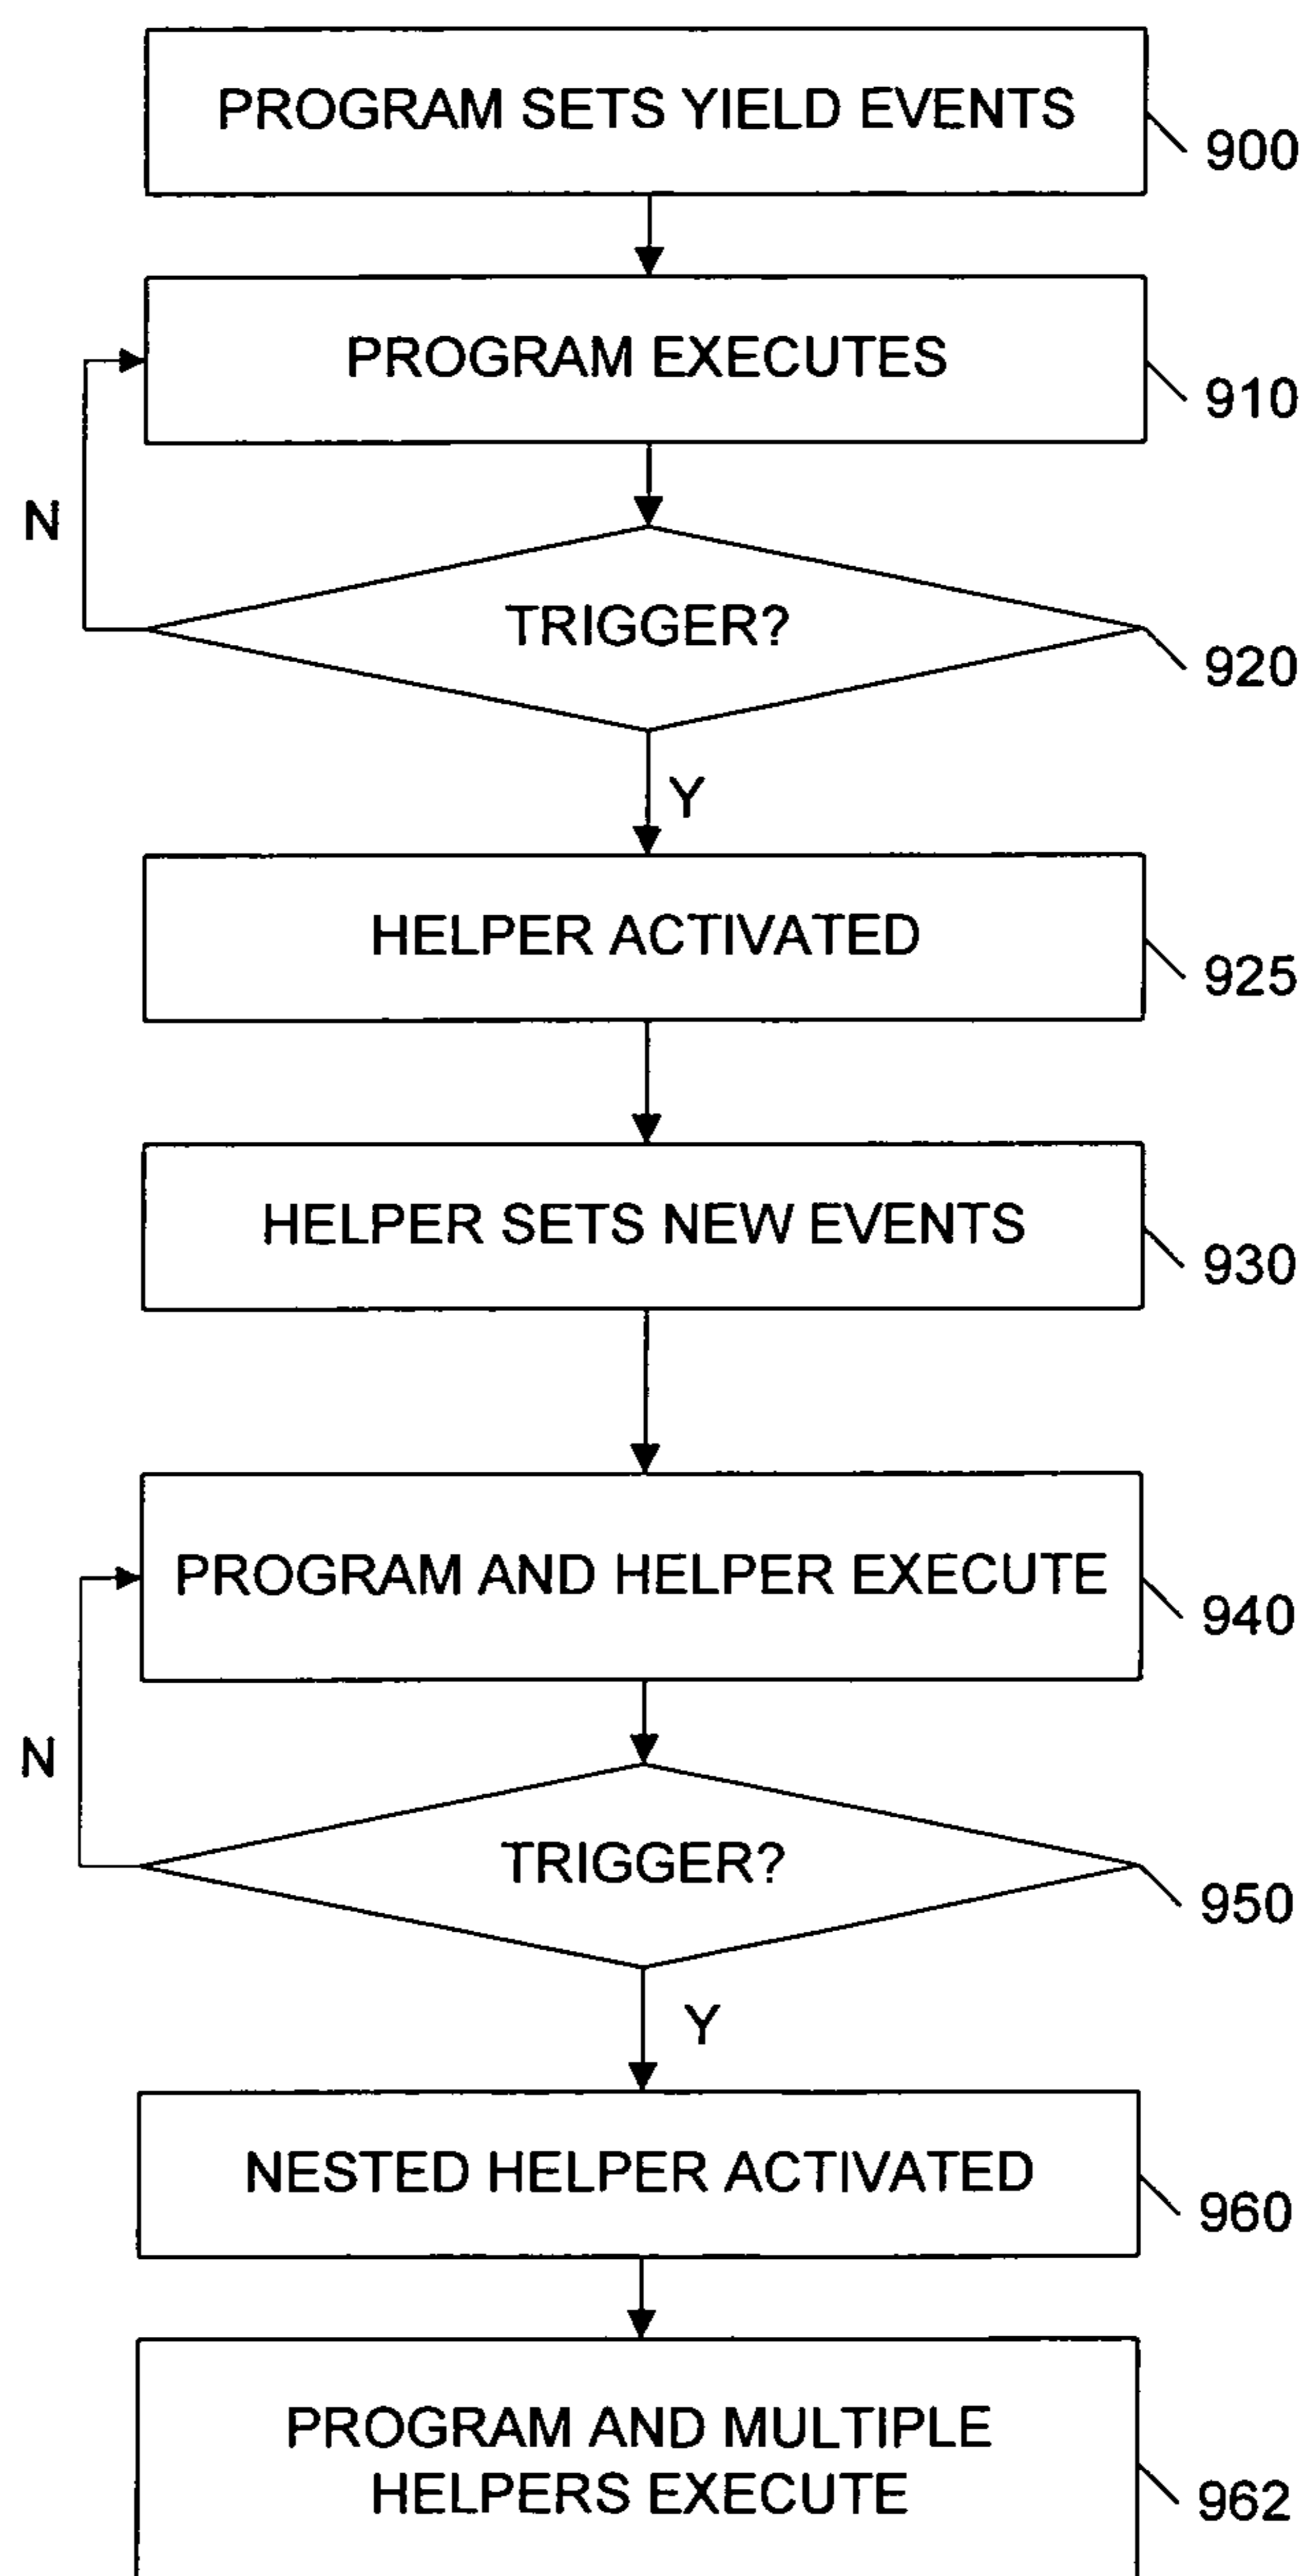 PROGRAM SETS YIELD EVENTS
900
PROGRAM EXECUTES
910
N
TRIGGER?
920
Y
HELPER ACTIVATED
925
HELPER SETS NEW EVENTS
930
PROGRAM AND HELPER EXECUTE
940
N
TRIGGER?
950
Y
NESTED HELPER ACTIVATED
960
PROGRAM AND MULTIPLE
HELPERS EXECUTE
962